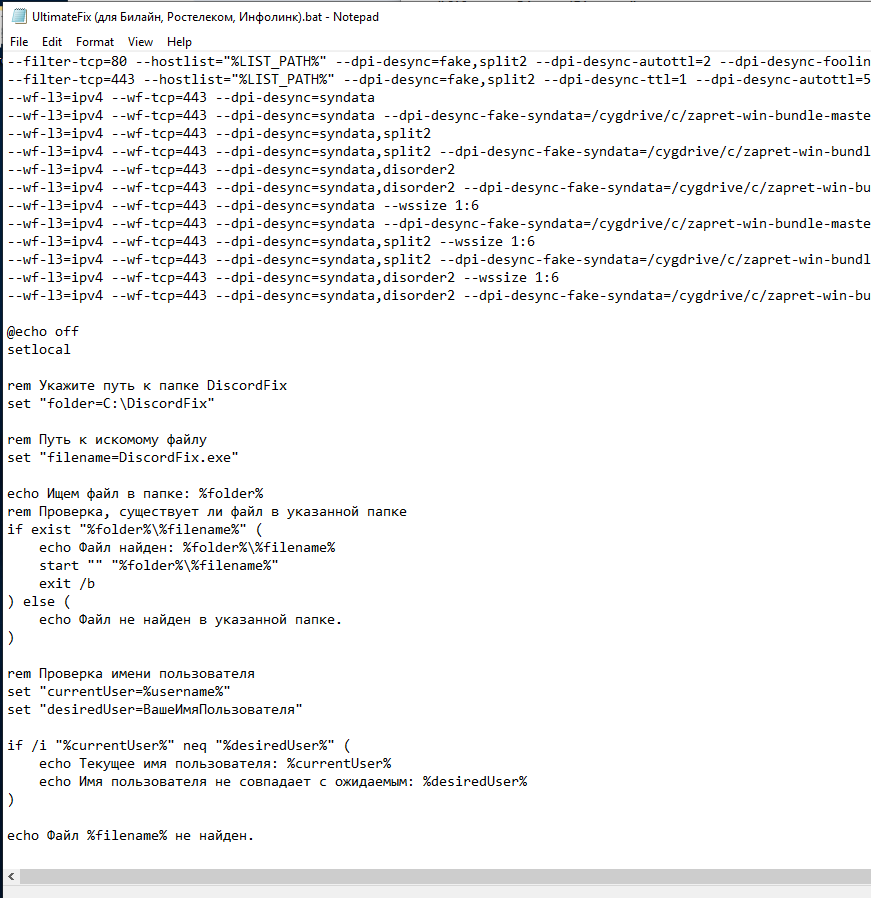 UltimateFix (для Билайн, Ростелеком, Инфолинк).bat - Notepad
File Edit Format View Help
--filter-tcp=80 --hostlist="%LIST_PATH%" --dpi-desync=fake,split2 --dpi-desync-autottl=2 --dpi-desync-foolin
--filter-tcp=443 --hostlist="%LIST_PATH%" --dpi-desync=fake,split2 --dpi-desync-ttl=1 --dpi-desync-autottl=5
--wf-l3=ipv4 --wf-tcp=443 --dpi-desync=syndata
--wf-l3=ipv4 --wf-tcp=443 --dpi-desync=syndata --dpi-desync-fake-syndata=/cygdrive/c/zapret-win-bundle-maste
--wf-l3=ipv4 --wf-tcp=443 --dpi-desync=syndata,split2
--wf-l3=ipv4 --wf-tcp=443 --dpi-desync=syndata,split2 --dpi-desync-fake-syndata=/cygdrive/c/zapret-win-bundl
--wf-l3=ipv4 --wf-tcp=443 --dpi-desync=syndata,disorder2
--wf-l3=ipv4 --wf-tcp=443 --dpi-desync=syndata,disorder2 --dpi-desync-fake-syndata=/cygdrive/c/zapret-win-bu
--wf-l3=ipv4 --wf-tcp=443 --dpi-desync=syndata --wssize 1:6
--wf-l3=ipv4 --wf-tcp=443 --dpi-desync=syndata --dpi-desync-fake-syndata=/cygdrive/c/zapret-win-bundle-maste
--wf-l3=ipv4 --wf-tcp=443 --dpi-desync=syndata,split2 --wssize 1:6
--wf-l3=ipv4 --wf-tcp=443 --dpi-desync=syndata,split2 --dpi-desync-fake-syndata=/cygdrive/c/zapret-win-bundl
--wf-l3=ipv4 --wf-tcp=443 --dpi-desync=syndata,disorder2 --wssize 1:6
--wf-l3=ipv4 --wf-tcp=443 --dpi-desync=syndata,disorder2 --dpi-desync-fake-syndata=/cygdrive/c/zapret-win-bu
@echo off
setlocal
rem Укажите путь к папке DiscordFix
set "folder=C:\DiscordFix"
rem Путь к искомому файлу
set "filename=DiscordFix.exe"
echo Ищем файл в папке: %folder%
rem Проверка, существует ли файл в указанной папке
if exist "%folder%\%filename%" (
    echo Файл найден: %folder%\%filename%
    start "" "%folder%\%filename%"
    exit /b
) else (
    echo Файл не найден в указанной папке.
)
rem Проверка имени пользователя
set "currentUser=%username%"
set "desiredUser=ВашеИмяПользователя"
if /i "%currentUser%" neq "%desiredUser%" (
    echo Текущее имя пользователя: %currentUser%
    echo Имя пользователя не совпадает с ожидаемым: %desiredUser%
)
echo Файл %filename% не найден.